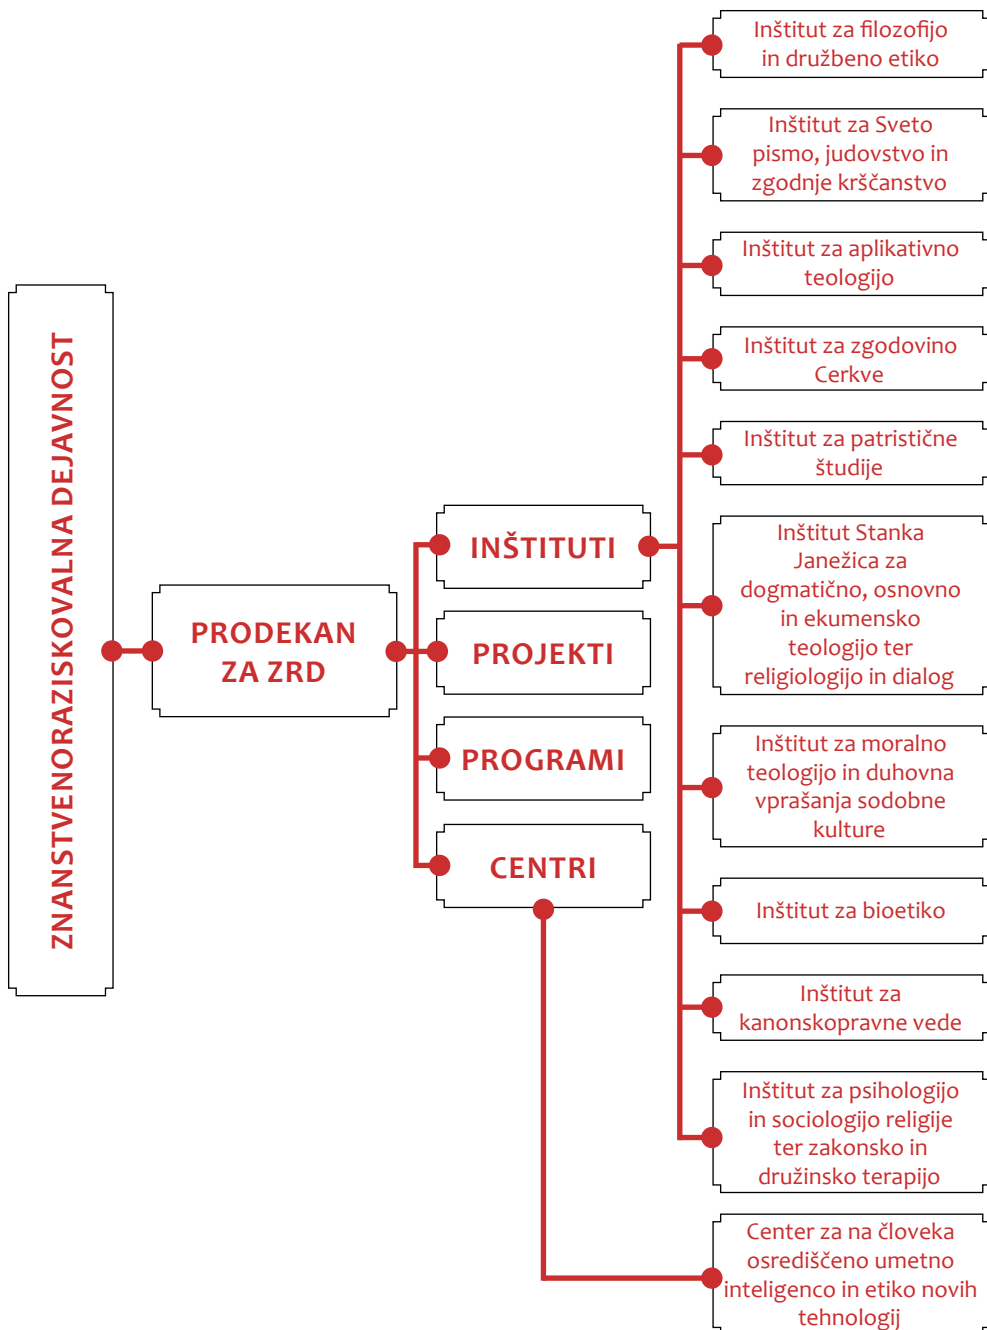 ZNANSTVENORAZISKOVALNA DEJAVNOST
PRODEKAN
ZA ZRD
INŠTITUTI
PROJEKTI
PROGRAMI
CENTRI
Inštitut za filozofijo
in družbeno etiko
Inštitut za Sveto
pismo, judovstvo in
zgodnje krščanstvo
Inštitut za aplikativno
teologijo
Inštitut za zgodovino
Cerkve
Inštitut za patristične
študije
Inštitut Stanka
Janežica za
dogmatično, osnovno
in ekumensko
teologijo ter
religiologijo in dialog
Inštitut za moralno
teologijo in duhovna
vprašanja sodobne
kulture
Inštitut za bioetiko
Inštitut za
kanonskopravne vede
Inštitut za psihologijo
in sociologijo religije
ter zakonsko in
družinsko terapijo
Center za na človeka
osrediščeno umetno
inteligenco in etiko novih
tehnologij